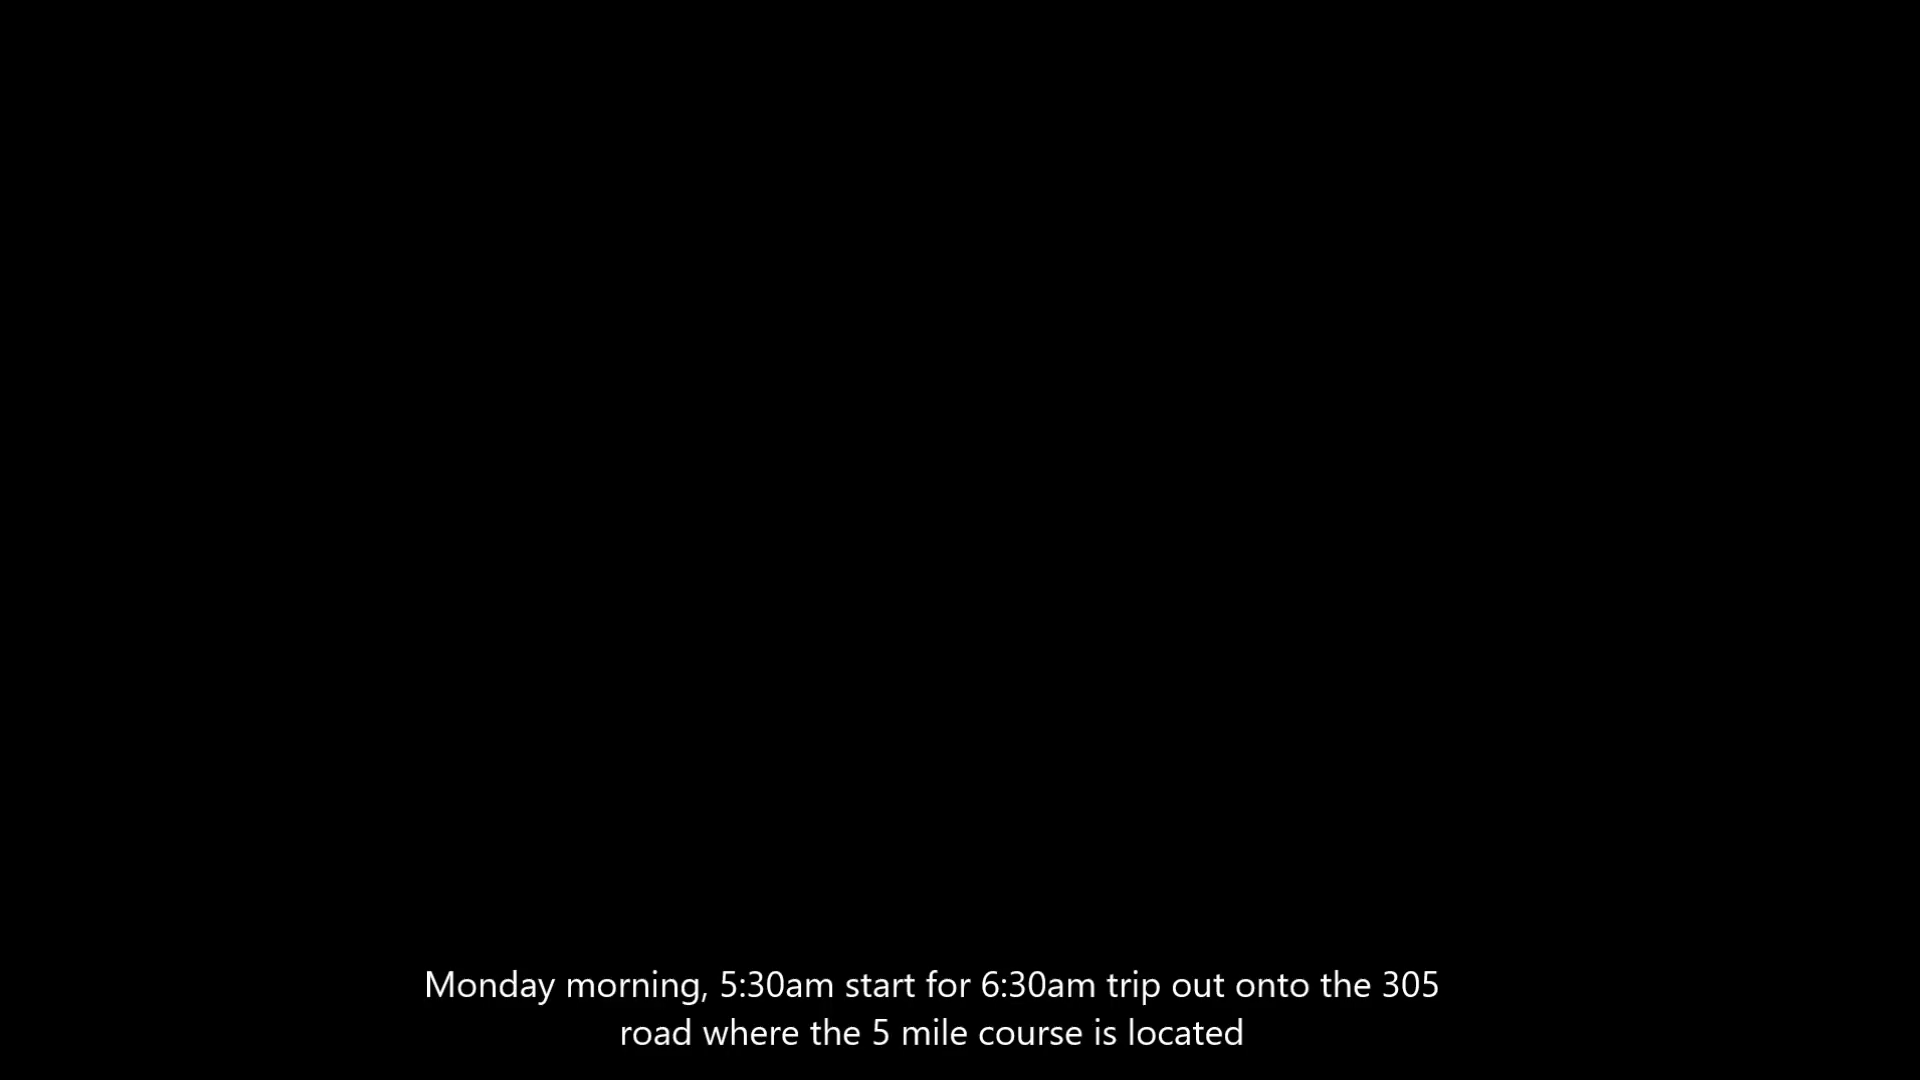 Monday morning, 5:30am start for 6:30am trip out onto the 305
road where the 5 mile course is located